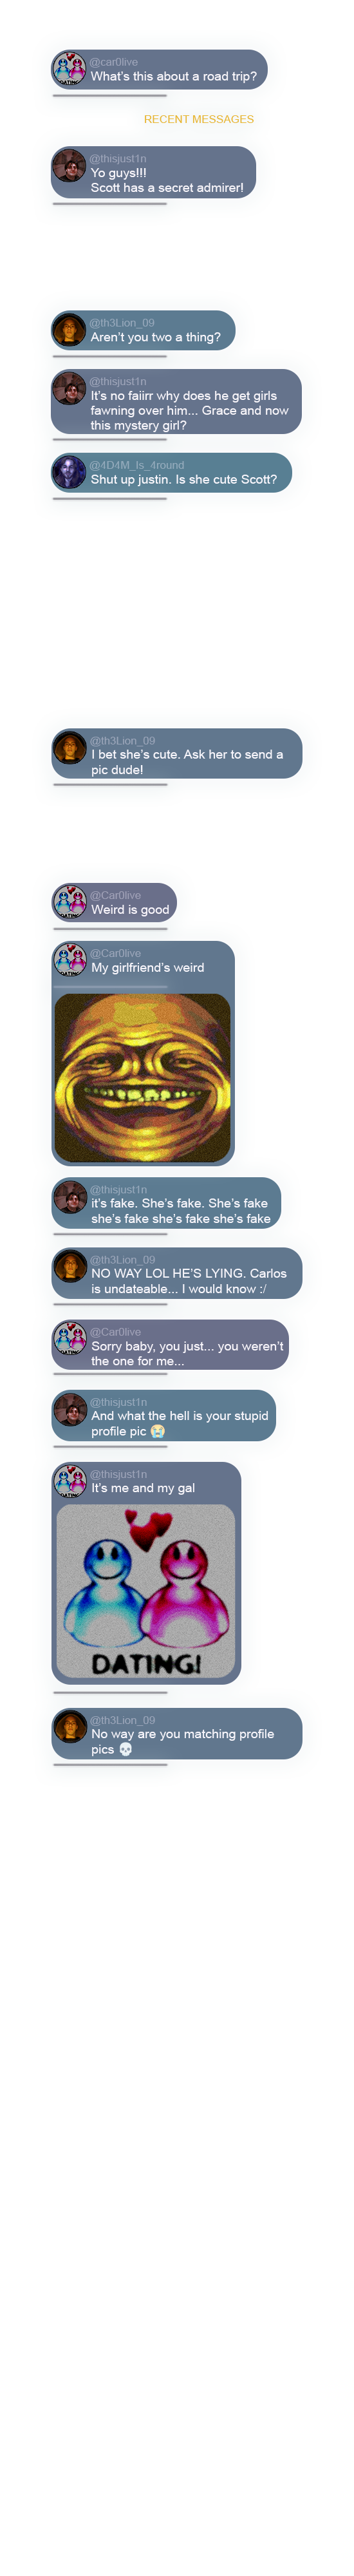 @car0live
What's this about a road trip?
RECENT MESSAGES
@thisjust1n
Yo guys!!!
Scott has a secret admirer!
@th3Lion_09
Aren't you two a thing?
@thisjust1n
It's no faiirr why does he get girls
fawning over him... Grace and now
this mystery girl?
@4D4M_Is_4round
Shut up justin. Is she cute Scott?
@th3Lion_09
I bet she's cute. Ask her to send a
pic dude!
@Car0live
Weird is good
@Car0live
My girlfriend's weird
@thisjust1n
it's fake. She's fake. She's fake
she's fake she's fake she's fake
@th3Lion_09
NO WAY LOL HE'S LYING. Carlos
is undateable... I would know :/
@Car0live
Sorry baby, you just... you weren't
the one for me...
@thisjust1n
And what the hell is your stupid
profile pic 😭
@thisjust1n
It's me and my gal
DATING!
@th3Lion_09
No way are you matching profile
pics 💀